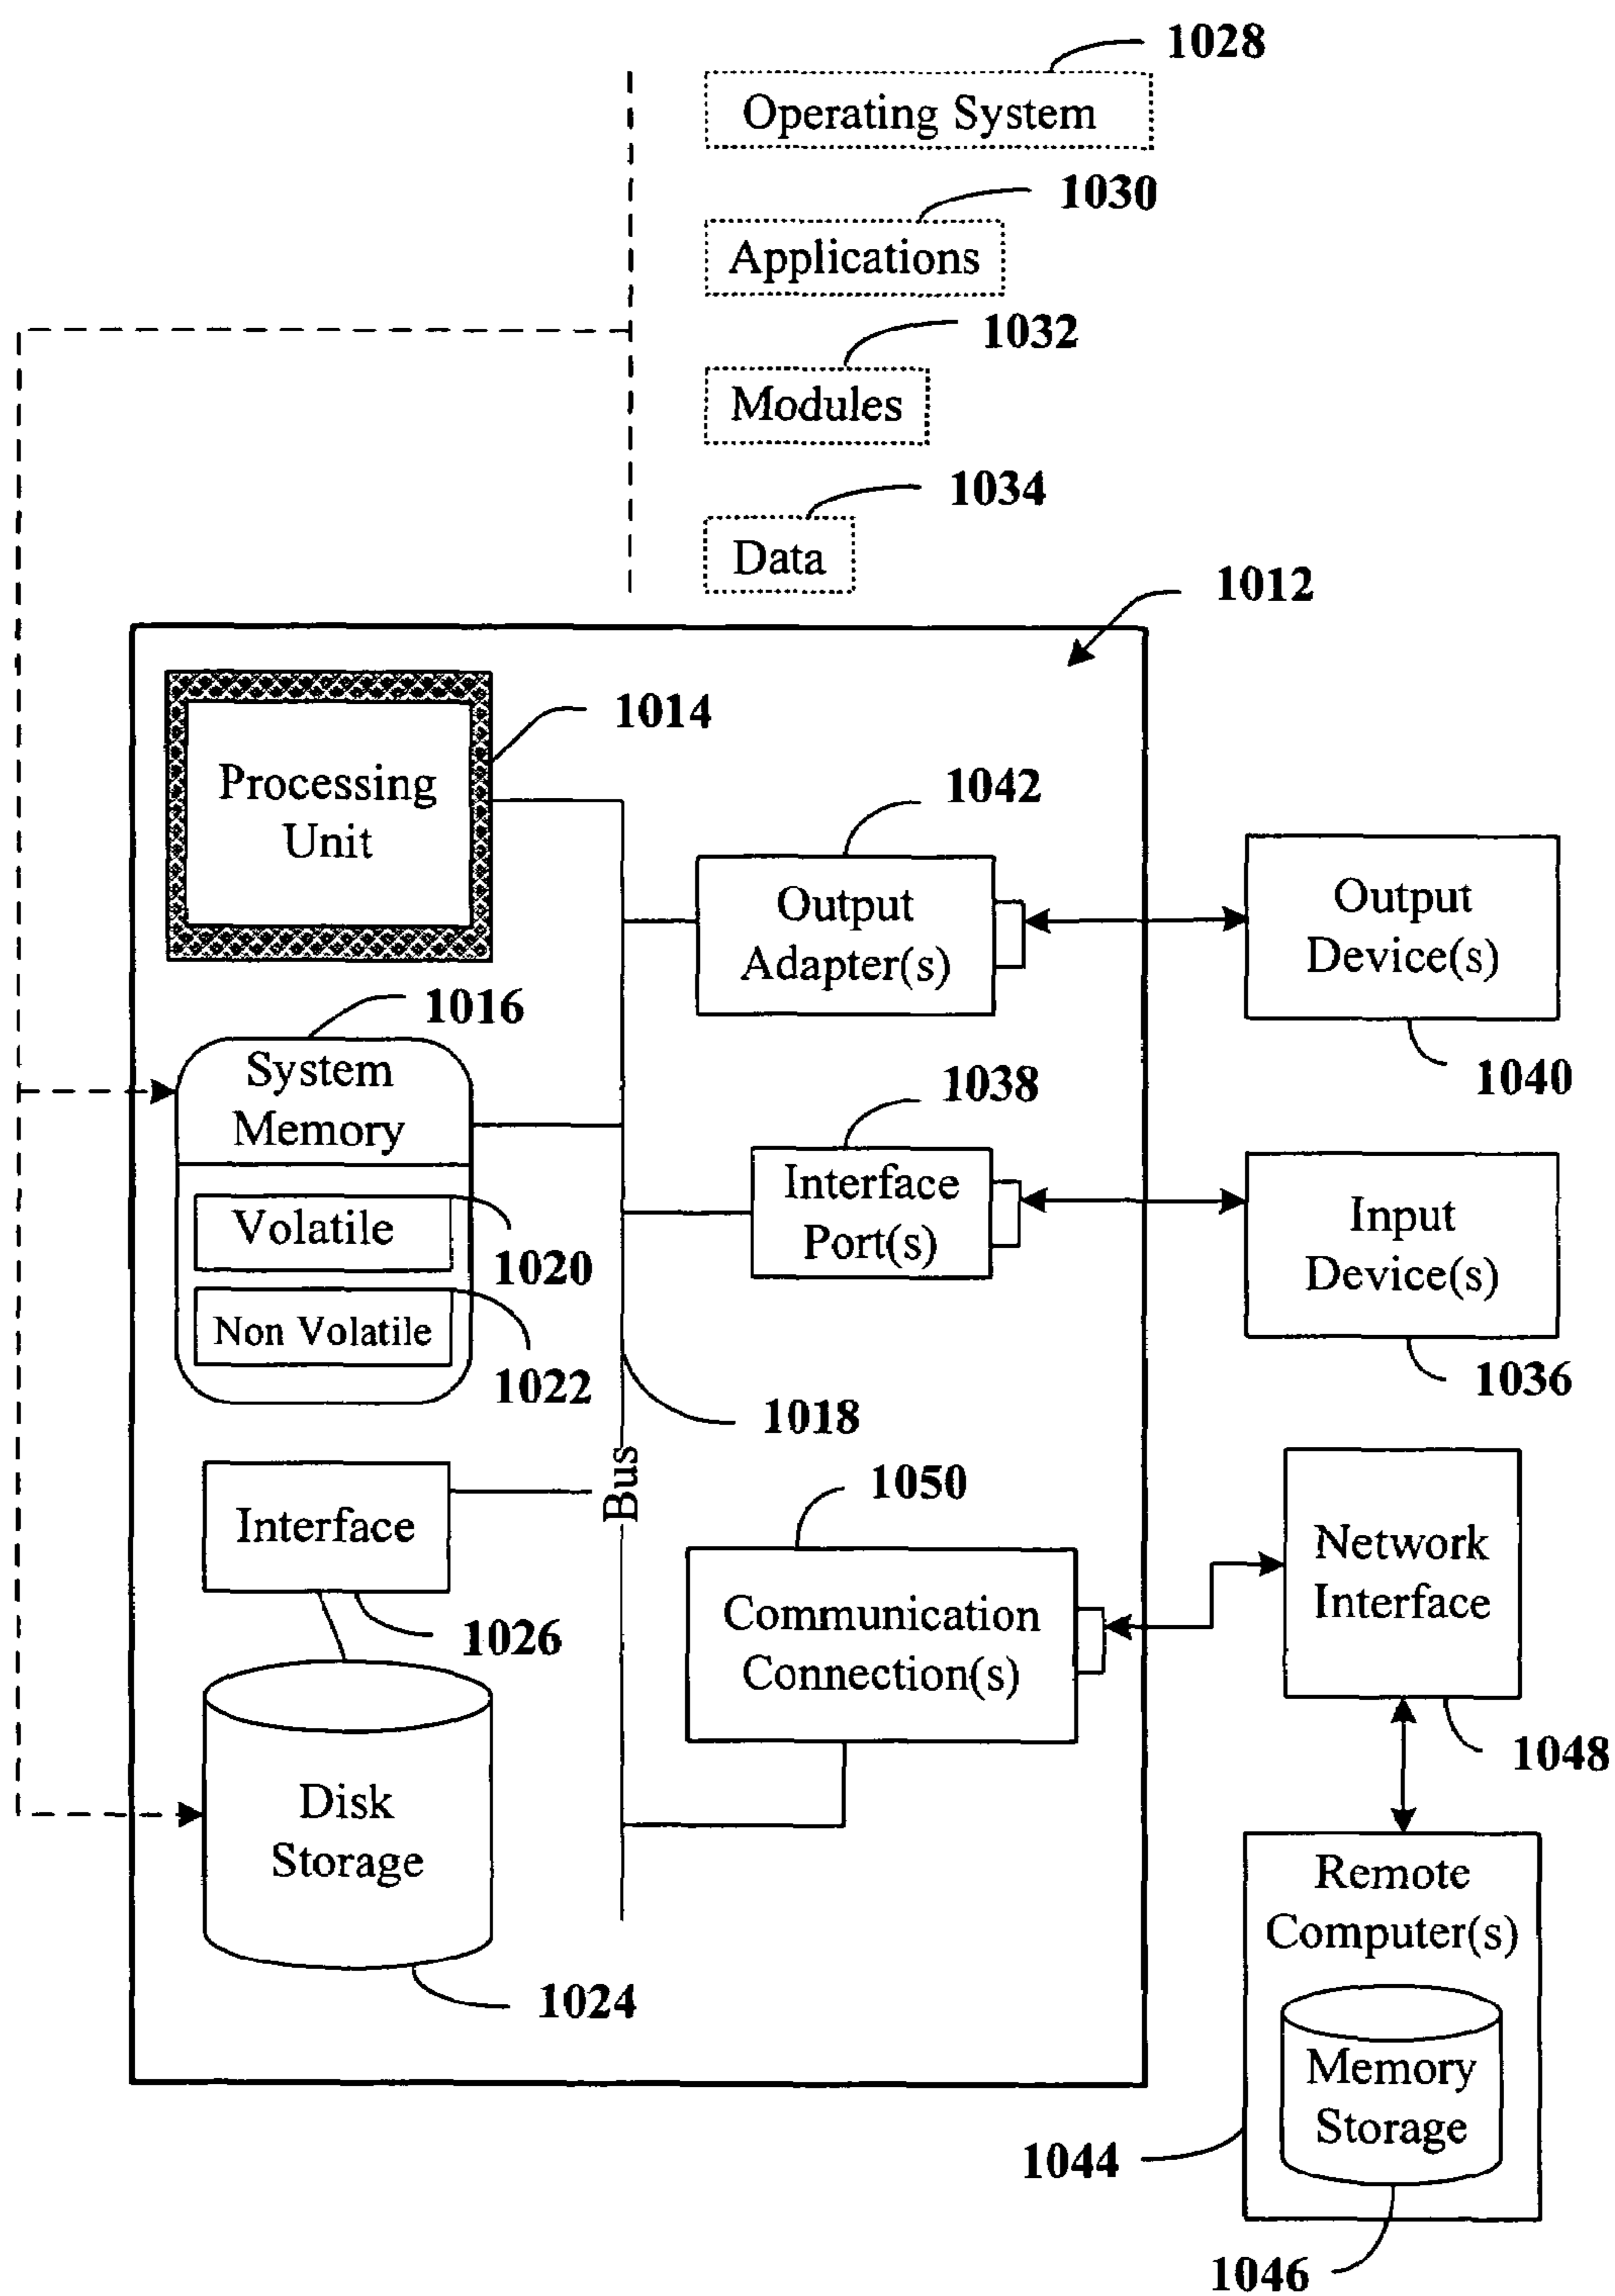 1028
Operating System
1030
Applications
1032
Modules
1034
Data
1012
1014
Processing
Unit
1042
Output
Adapter(s)
Output
Device(s)
1040
1016
System
Memory
1038
Interface
Port(s)
Input
Device(s)
1036
Volatile
1020
Non Volatile
1022
1018
Bus
Interface
1026
1050
Communication
Connection(s)
Network
Interface
1048
Disk
Storage
1024
Remote
Computer(s)
Memory
Storage
1044
1046